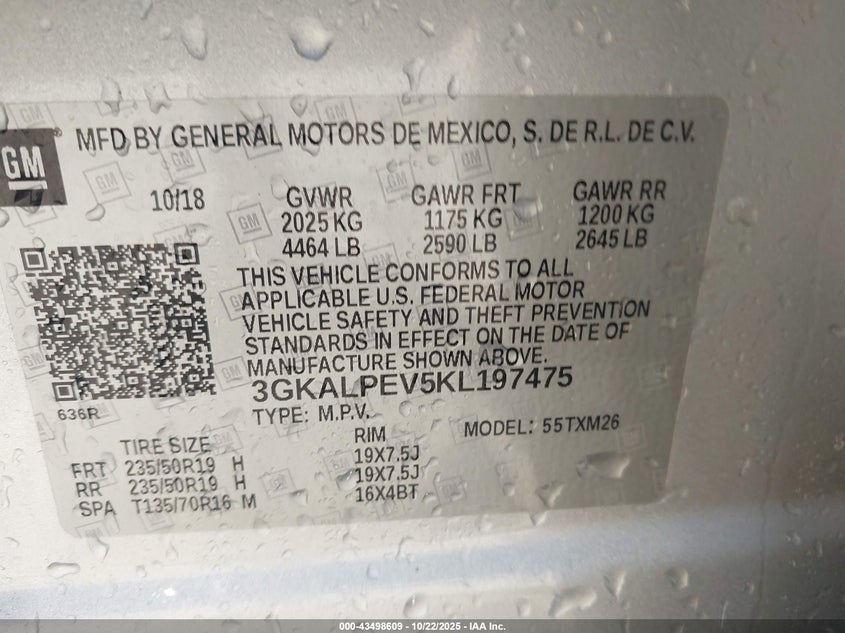 GM®
MFD BY GENERAL MOTORS DE MEXICO, S. DE R.L. DE C.V.
10/18 GVWR GAWR FRT GAWR RR
2025 KG 1175 KG 1200 KG
4464 LB 2590 LB 2645 LB
THIS VEHICLE CONFORMS TO ALL
APPLICABLE U.S. FEDERAL MOTOR
VEHICLE SAFETY AND THEFT PREVENTION
STANDARDS IN EFFECT ON THE DATE OF
MANUFACTURE SHOWN ABOVE.
3GKALPEV5KL197475
636R
TYPE: M.P.V. MODEL: 55TXM26
TIRE SIZE RIM
FRT 235/50R19 H 19X7.5J
RR 235/50R19 H 19X7.5J
SPA T135/70R16 M 16X4BT
000-43498609 - 10/22/2025 - IAA Inc.